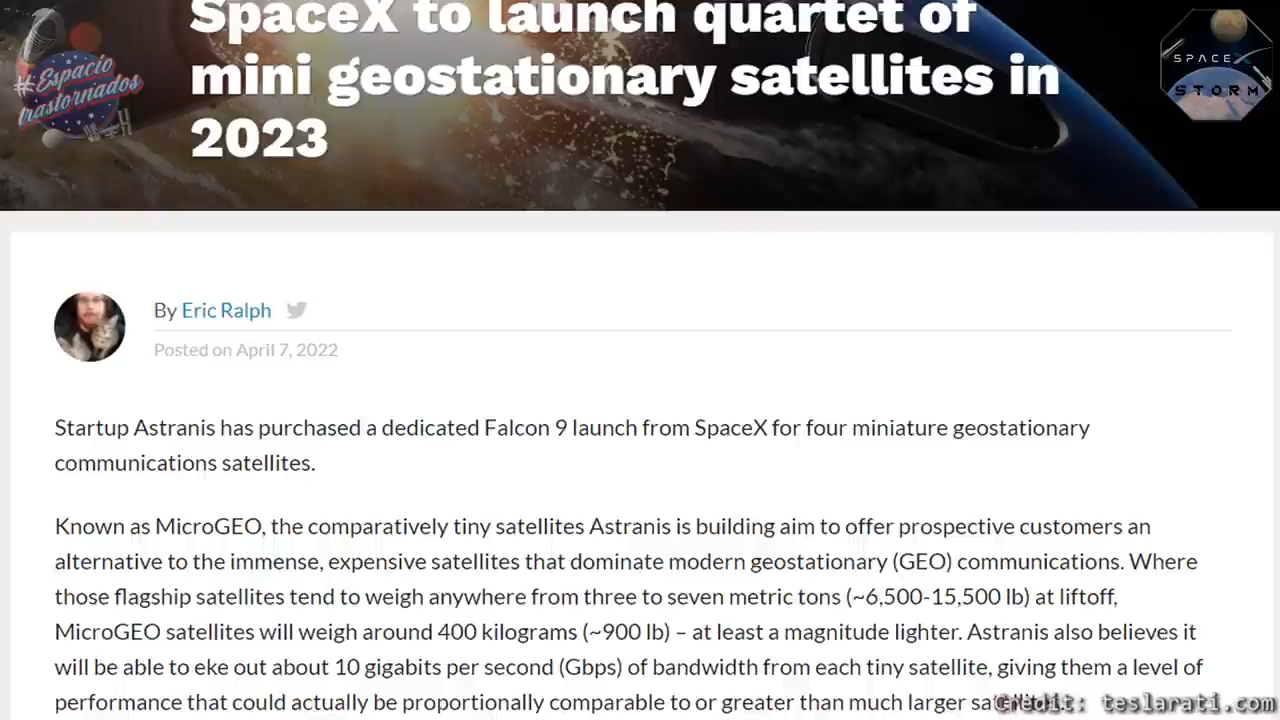 SpaceX to launch quartet of
mini geostationary satellites in
2023
#Espacio
trastornados
SPACEX
STORM
By Eric Ralph
Posted on April 7, 2022
Startup Astranis has purchased a dedicated Falcon 9 launch from SpaceX for four miniature geostationary
communications satellites.
Known as MicroGEO, the comparatively tiny satellites Astranis is building aim to offer prospective customers an
alternative to the immense, expensive satellites that dominate modern geostationary (GEO) communications. Where
those flagship satellites tend to weigh anywhere from three to seven metric tons (~6,500-15,500 lb) at liftoff,
MicroGEO satellites will weigh around 400 kilograms (~900 lb) – at least a magnitude lighter. Astranis also believes it
will be able to eke out about 10 gigabits per second (Gbps) of bandwidth from each tiny satellite, giving them a level of
performance that could actually be proportionally comparable to or greater than much larger
Credit: teslarati.com